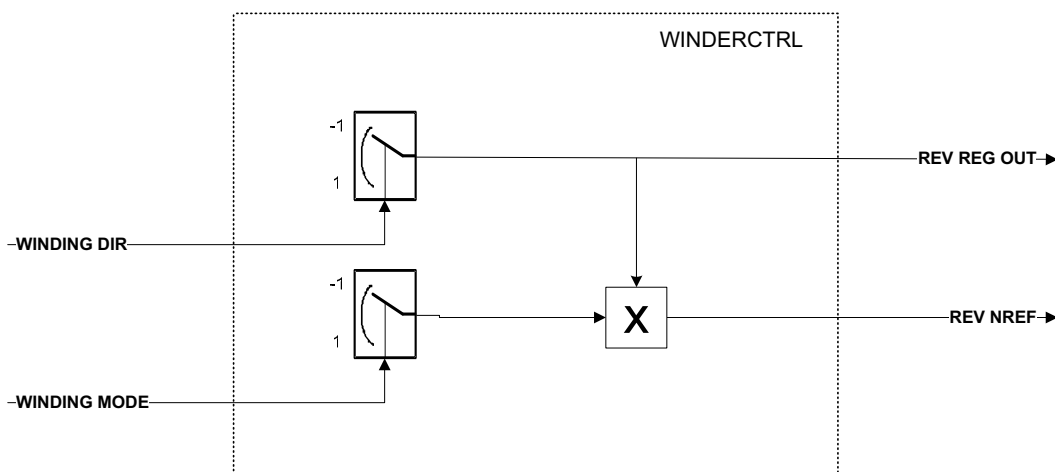 WINDERCTRL
-1
1
REV REG OUT
WINDING DIR
-1
1
X
REV NREF
WINDING MODE